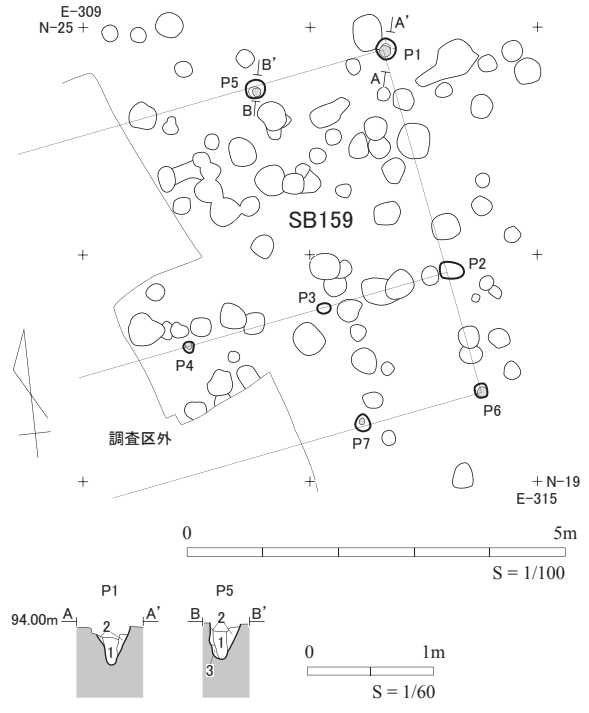 E-309
N-25
A'
P1
B'
P5
A
B
SB159
P2
P3
P4
P6
調査区外
P7
N-19
E-315
0 5m
S = 1/100
P1 P5
94.00m A A' B B'
2 2
1 1
3
0 1m
S = 1/60